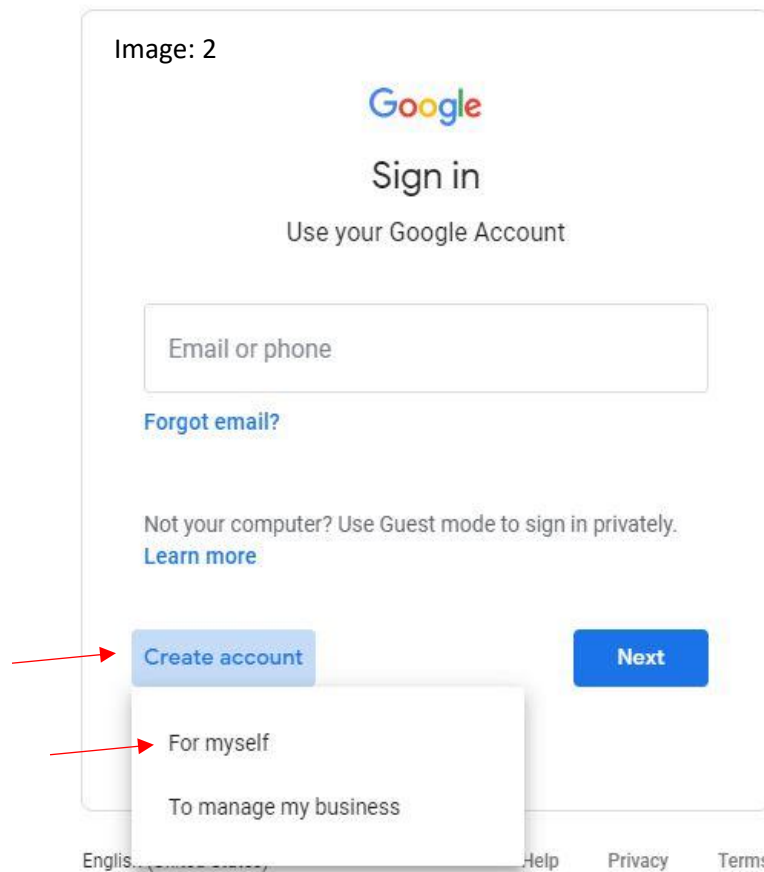 Image: 2
Google
Sign in
Use your Google Account
Email or phone
Forgot email?
Not your computer? Use Guest mode to sign in privately.
Learn more
Create account
Next
For myself
To manage my business
Help Privacy Terms